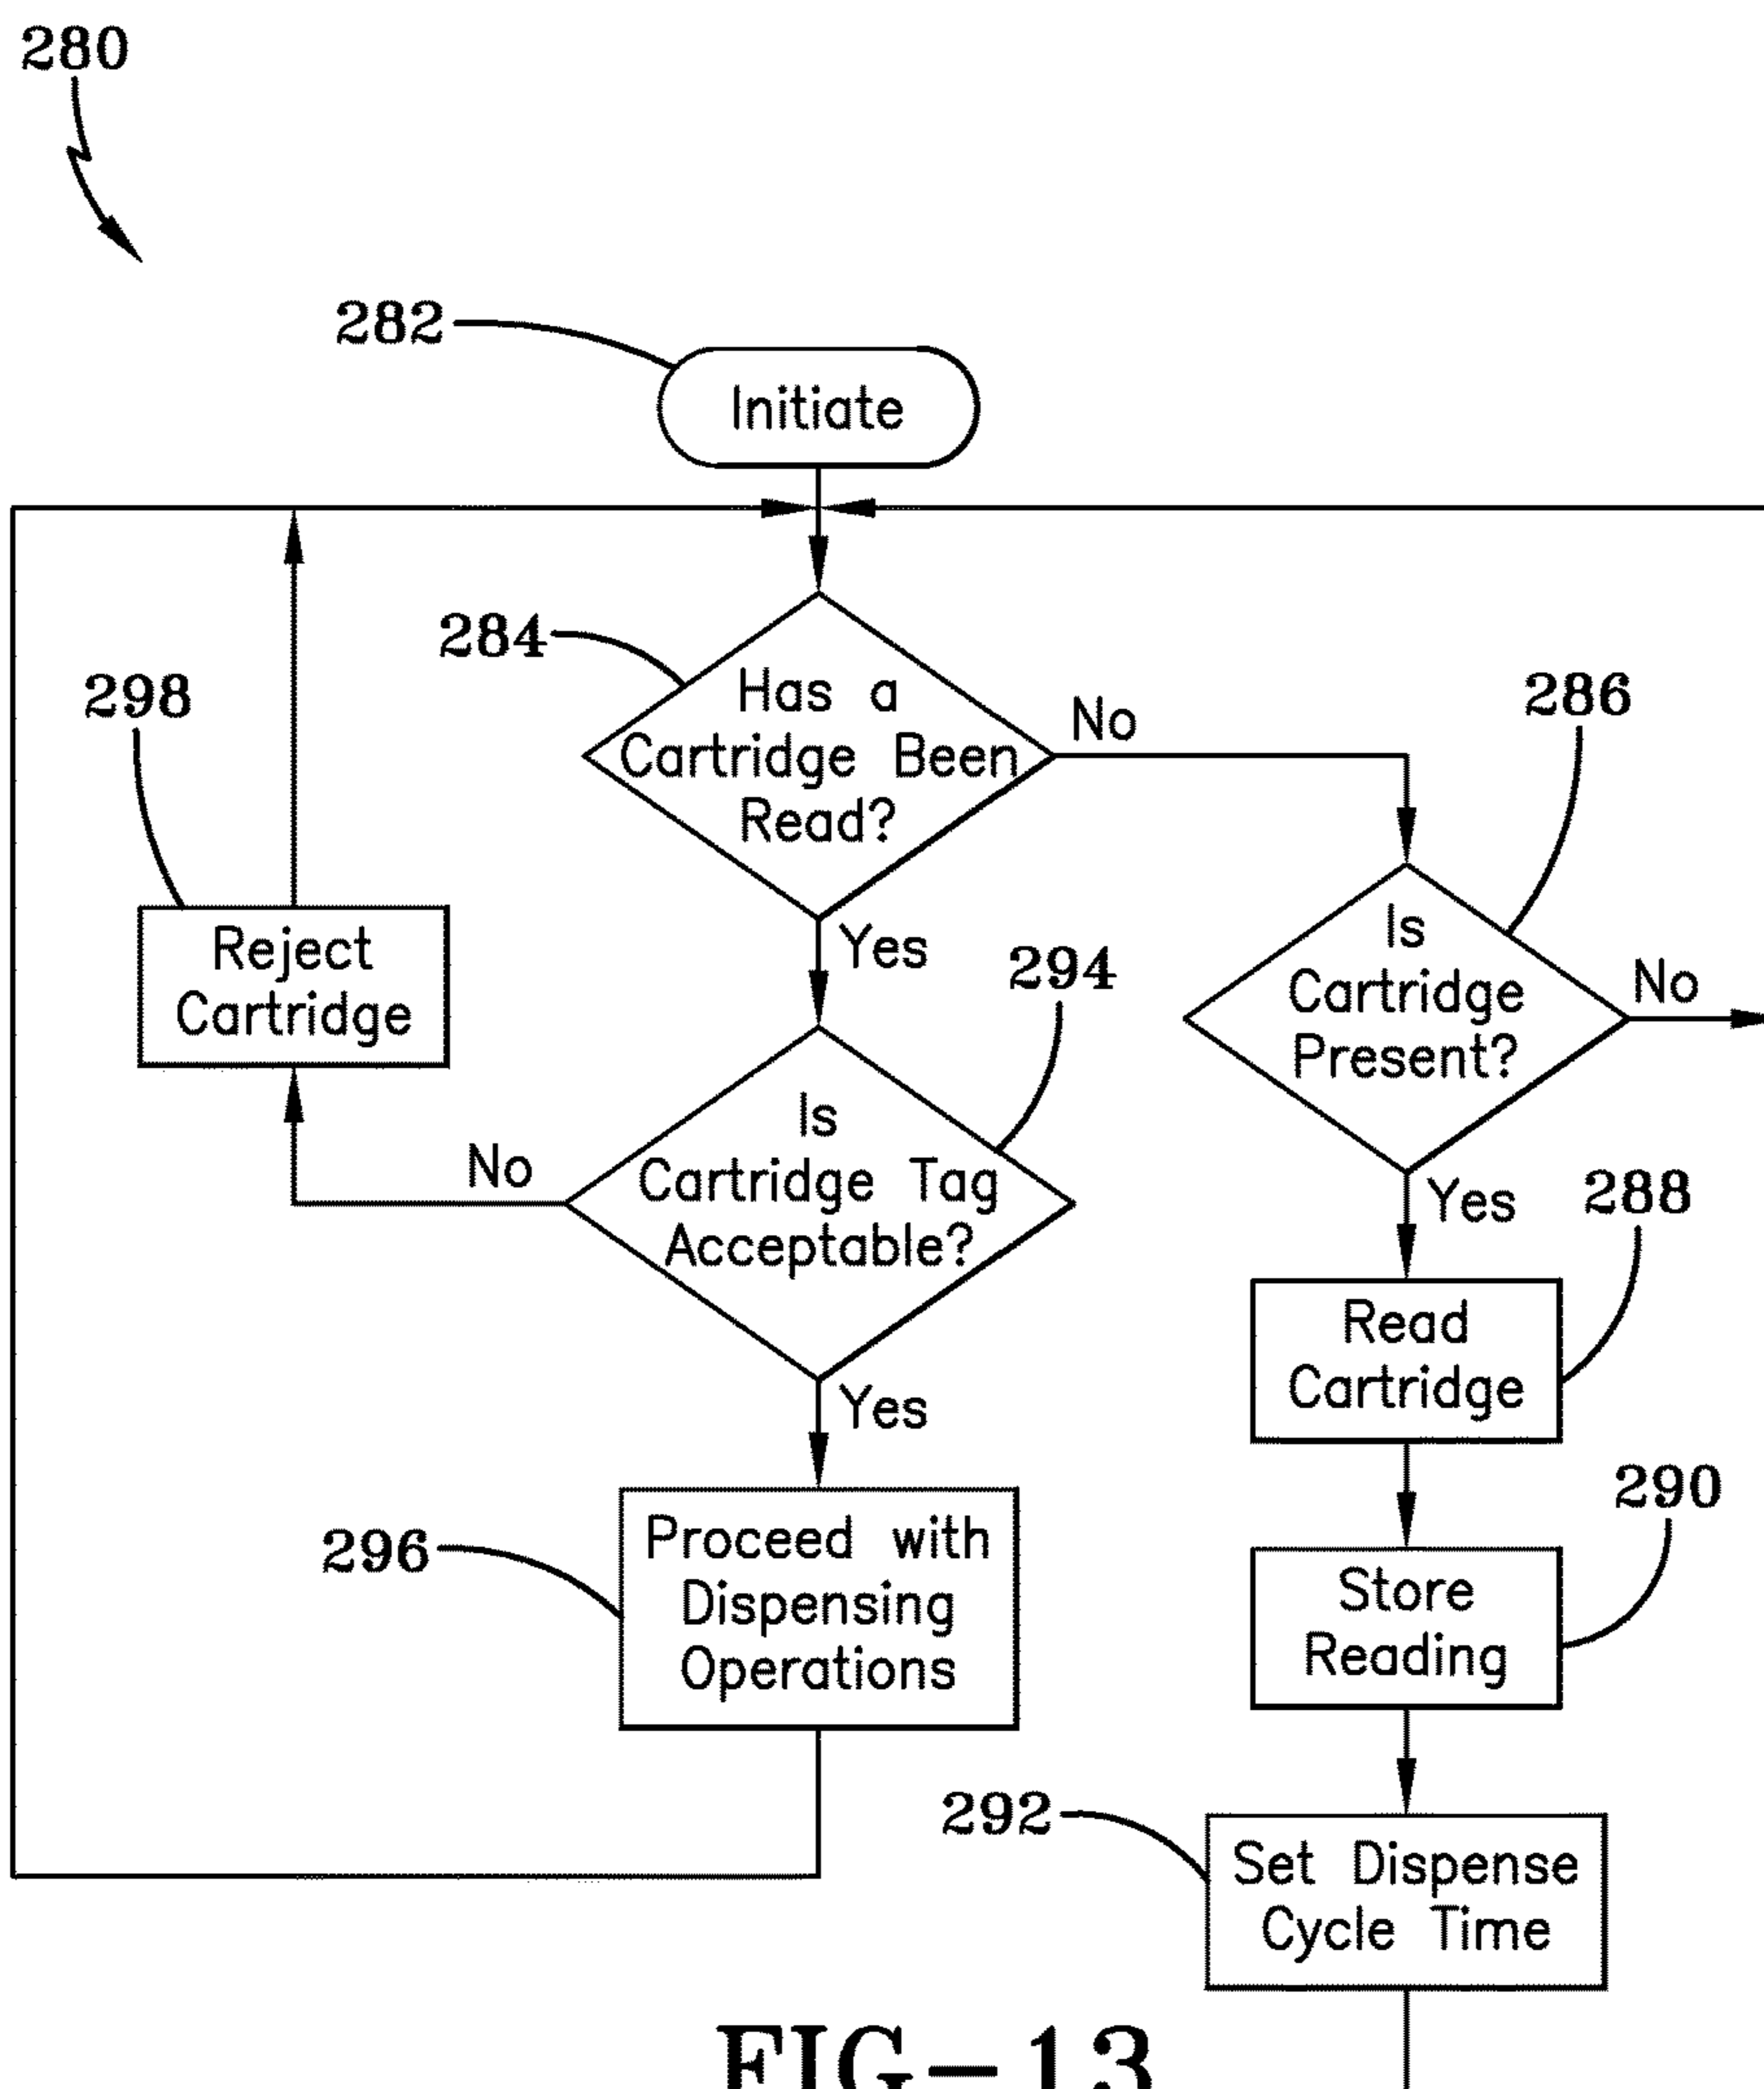 280
282
Initiate
284
Has a
Cartridge Been
Read?
No
286
298
Is
Cartridge
Present?
No
Reject
Cartridge
Yes
294
Is
Cartridge Tag
Acceptable?
No
Yes
288
Read
Cartridge
Yes
290
Store
Reading
296
Proceed with
Dispensing
Operations
292
Set Dispense
Cycle Time
FIG-13